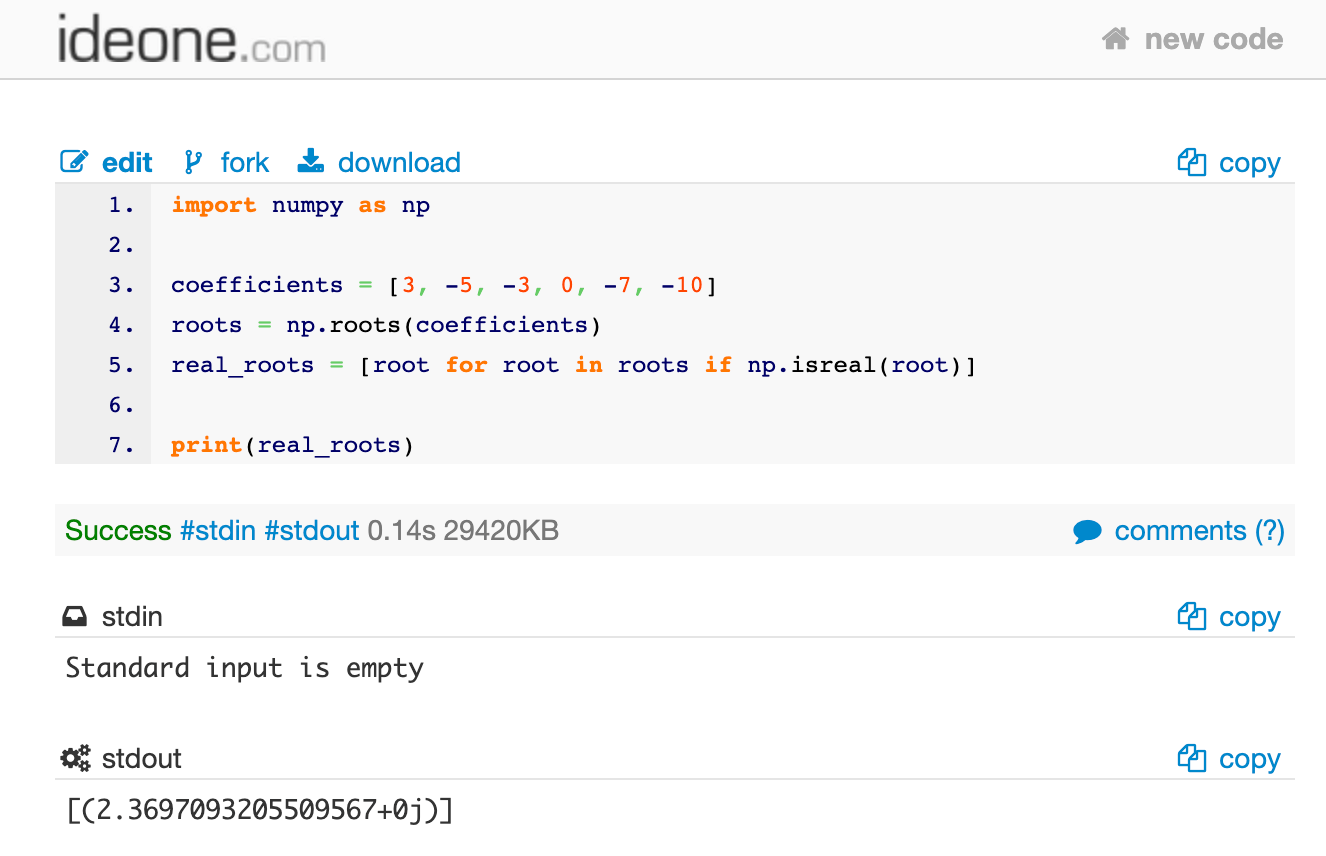 ideone.com
new code
edit fork download copy
1. import numpy as np
2.
3. coefficients = [3, -5, -3, 0, -7, -10]
4. roots = np.roots(coefficients)
5. real_roots = [root for root in roots if np.isreal(root)]
6.
7. print(real_roots)
Success #stdin #stdout 0.14s 29420KB
comments (?)
stdin copy
Standard input is empty
stdout copy
[(2.3697093205509567+0j)]